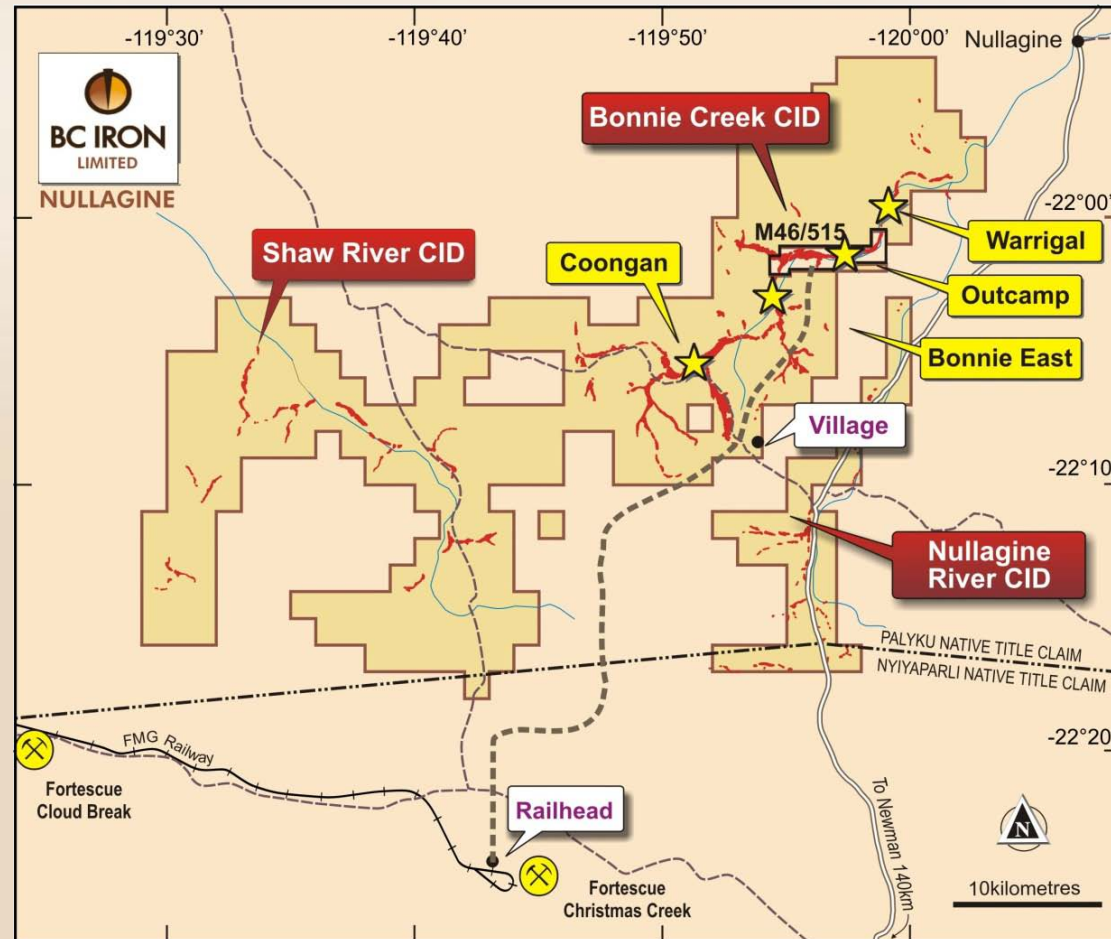 -119°30'
-119°40'
-119°50'
-120°00'
Nullagine
BC IRON
LIMITED
NULLAGINE
Bonnie Creek CID
-22°00'
M46/515
Warrigal
Shaw River CID
Coongan
Outcamp
Bonnie East
Village
-22°10'
Nullagine
River CID
PALYKU NATIVE TITLE CLAIM
NYIYAPARLI NATIVE TITLE CLAIM
FMG Railway
-22°20'
Fortescue
Cloud Break
To Newman 140km
Railhead
N
Fortescue
Christmas Creek
10kilometres